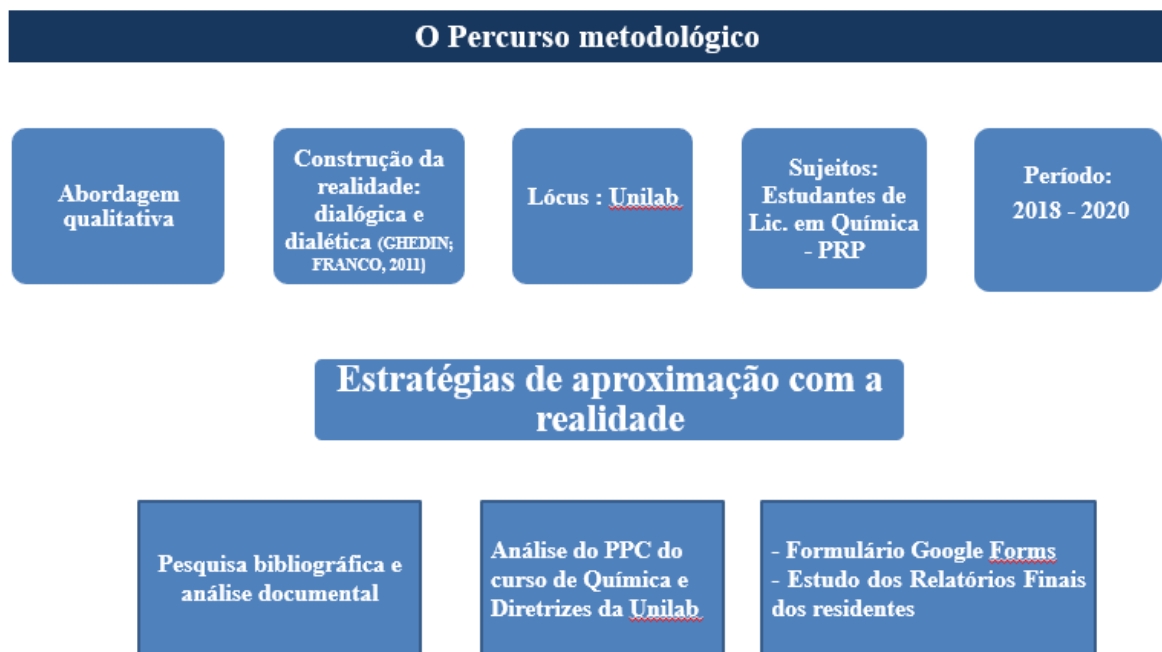 O Percurso metodológico
Abordagem
qualitativa
Construção da
realidade:
dialógica e
dialética (GHEDIN;
FRANCO, 2011)
Lócus : Unilab
Sujeitos:
Estudantes de
Lic. em Química
- PRP
Período:
2018 - 2020
Estratégias de aproximação com a
realidade
Pesquisa bibliográfica e
análise documental
Análise do PPC do
curso de Química e
Diretrizes da Unilab
- Formulário Google Forms
- Estudo dos Relatórios Finais
dos residentes